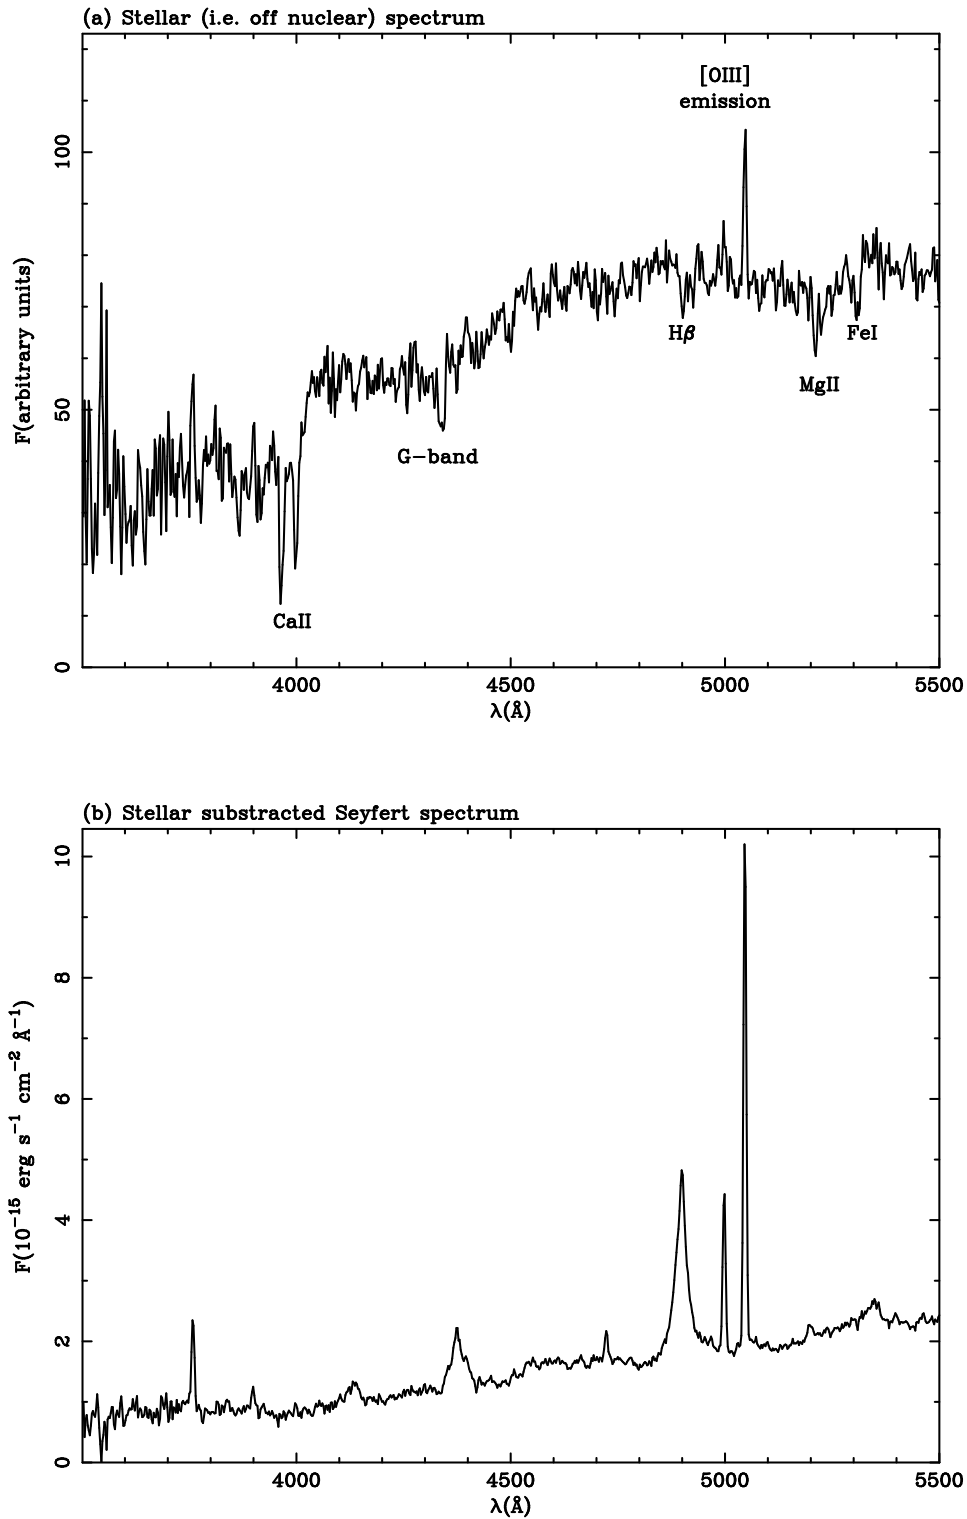 (a) Stellar (i.e. off nuclear) spectrum
[OIII]
emission
100
50
0
F(arbitrary units)
Hβ
FeI
MgII
G-band
CaII
4000 4500 5000 5500
λ(Å)
(b) Stellar substracted Seyfert spectrum
10
8
6
4
2
0
F(10⁻¹⁵ erg s⁻¹ cm⁻² Å⁻¹)
4000 4500 5000 5500
λ(Å)